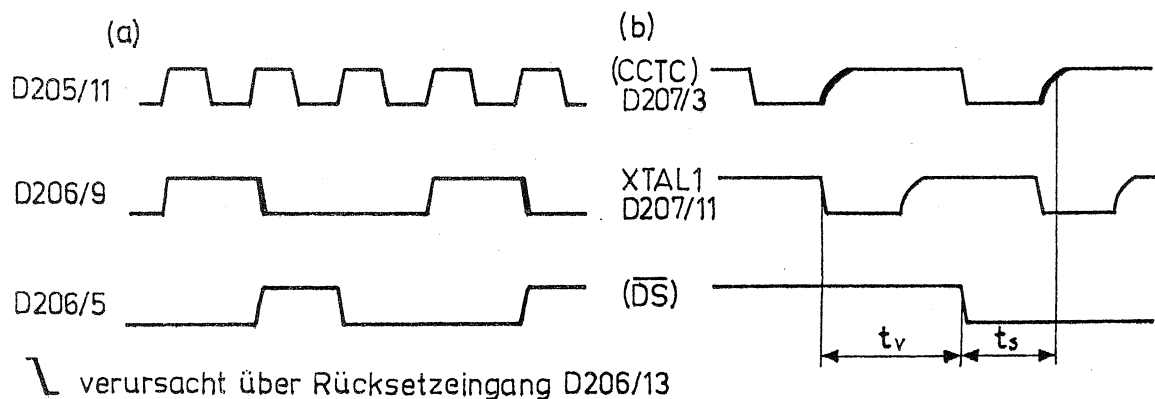 (a)
D205/11
D206/9
D206/5
(b)
(CCTC)
D207/3
XTAL1
D207/11
(D̅S̅)
tv
ts
verursacht über Rücksetzeingang D206/13